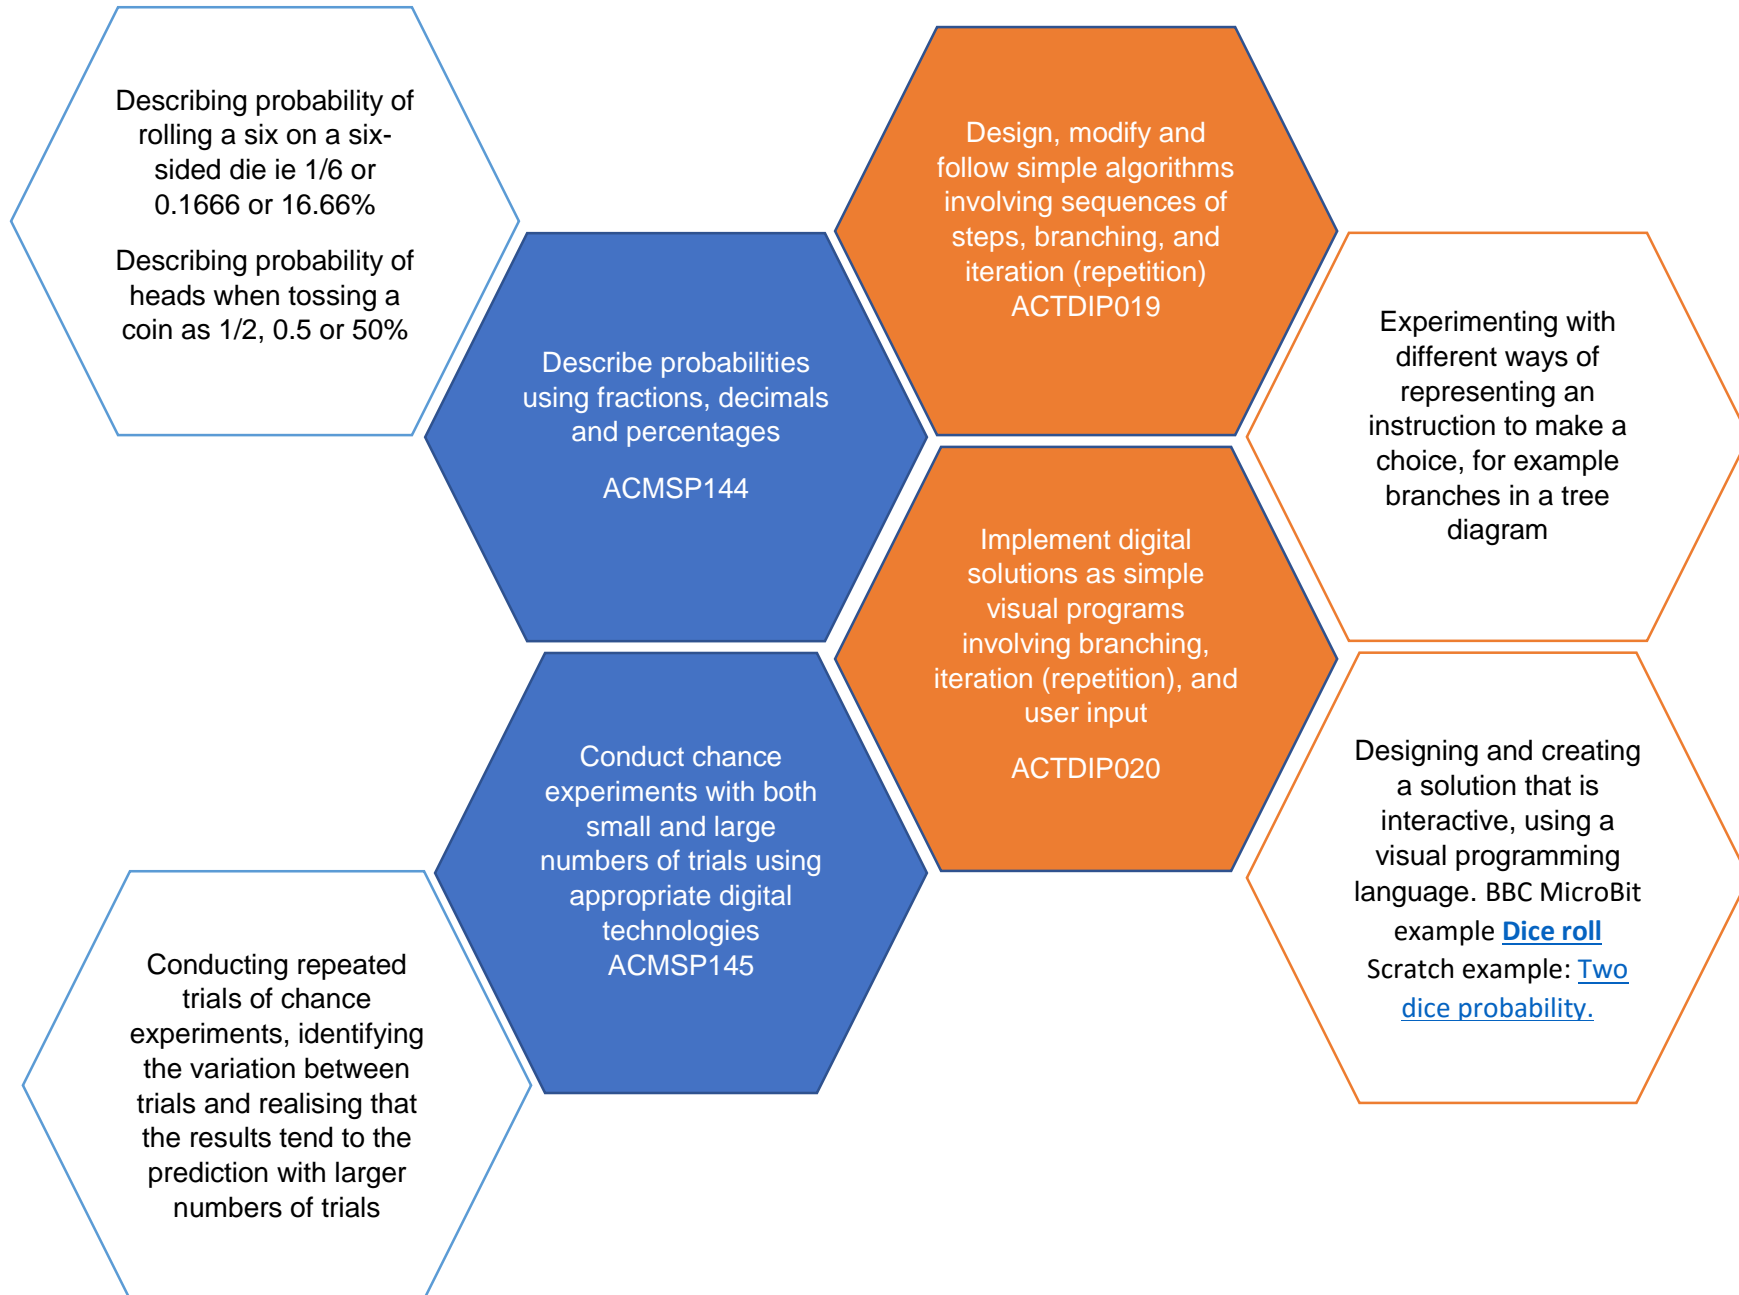 Describing probability of
rolling a six on a six-
sided die ie 1/6 or
0.1666 or 16.66%
Describing probability of
heads when tossing a
coin as 1/2, 0.5 or 50%
Design, modify and
follow simple algorithms
involving sequences of
steps, branching, and
iteration (repetition)
ACTDIP019
Describe probabilities
using fractions, decimals
and percentages
ACMSP144
Experimenting with
different ways of
representing an
instruction to make a
choice, for example
branches in a tree
diagram
Implement digital
solutions as simple
visual programs
involving branching,
iteration (repetition), and
user input
ACTDIP020
Conduct chance
experiments with both
small and large
numbers of trials using
appropriate digital
technologies
ACMSP145
Designing and creating
a solution that is
interactive, using a
visual programming
language. BBC MicroBit
example Dice roll
Scratch example: Two
dice probability.
Conducting repeated
trials of chance
experiments, identifying
the variation between
trials and realising that
the results tend to the
prediction with larger
numbers of trials